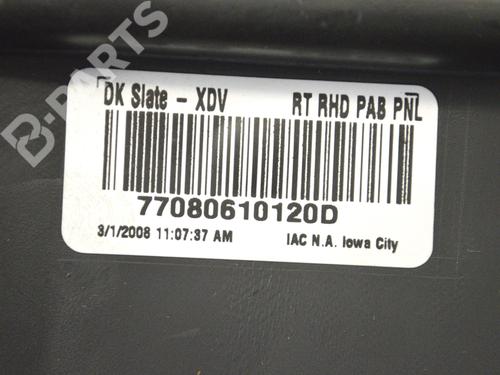 B-PARTS
DK Slate - XDV RT RHD PAB PNL
77080610120D
3/1/2008 11:07:37 AM IAC N.A. Iowa City